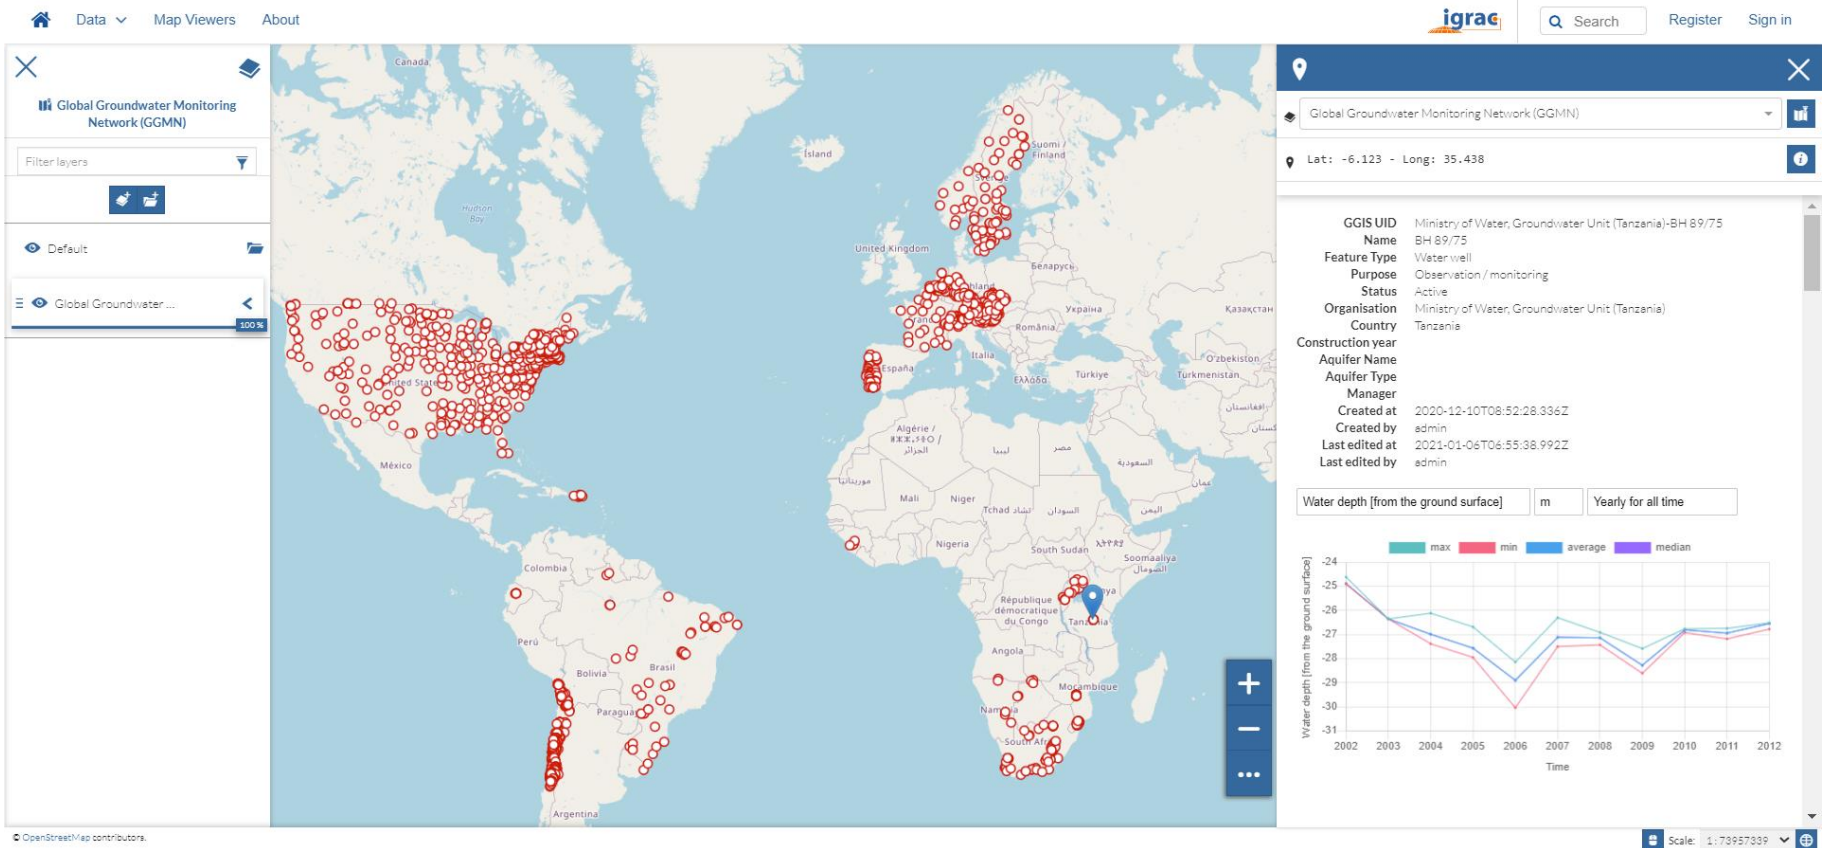 Data
Map Viewers
About
igrac
Search
Register
Sign in
Global Groundwater Monitoring
Network (GGMN)
Filter layers
Default
Global Groundwater ...
100 %
Canada
Hudson
Bay
Ísland
Suomi /
Finland
Sverige
United Kingdom
Беларусь
Україна
Қазақстан
România
Italia
España
Ελλάδα
Türkiye
O'zbekiston
Türkmenistan
México
Algérie /
الجزائر
ليبيا
مصر
السعودية
عمان
موريتانيا
Mali
Niger
Tchad تشاد
السودان
اليمن
Nigeria
South Sudan
Soomaaliya
الصومال
Colombia
République
démocratique
du Congo
Perú
Brasil
Bolivia
Angola
Moçambique
Argentina
Global Groundwater Monitoring Network (GGMN)
Lat: -6.123 - Long: 35.438
GGIS UID Ministry of Water, Groundwater Unit (Tanzania)-BH 89/75
Name BH 89/75
Feature Type Water well
Purpose Observation / monitoring
Status Active
Organisation Ministry of Water, Groundwater Unit (Tanzania)
Country Tanzania
Construction year
Aquifer Name
Aquifer Type
Manager
Created at 2020-12-10T08:52:28.336Z
Created by admin
Last edited at 2021-01-06T06:55:38.992Z
Last edited by admin
Water depth [from the ground surface] m Yearly for all time
max min average median
Water depth [from the ground surface]
-24
-25
-26
-27
-28
-29
-30
-31
2002 2003 2004 2005 2006 2007 2008 2009 2010 2011 2012
Time
© OpenStreetMap contributors.
Scale: 1 : 73957339